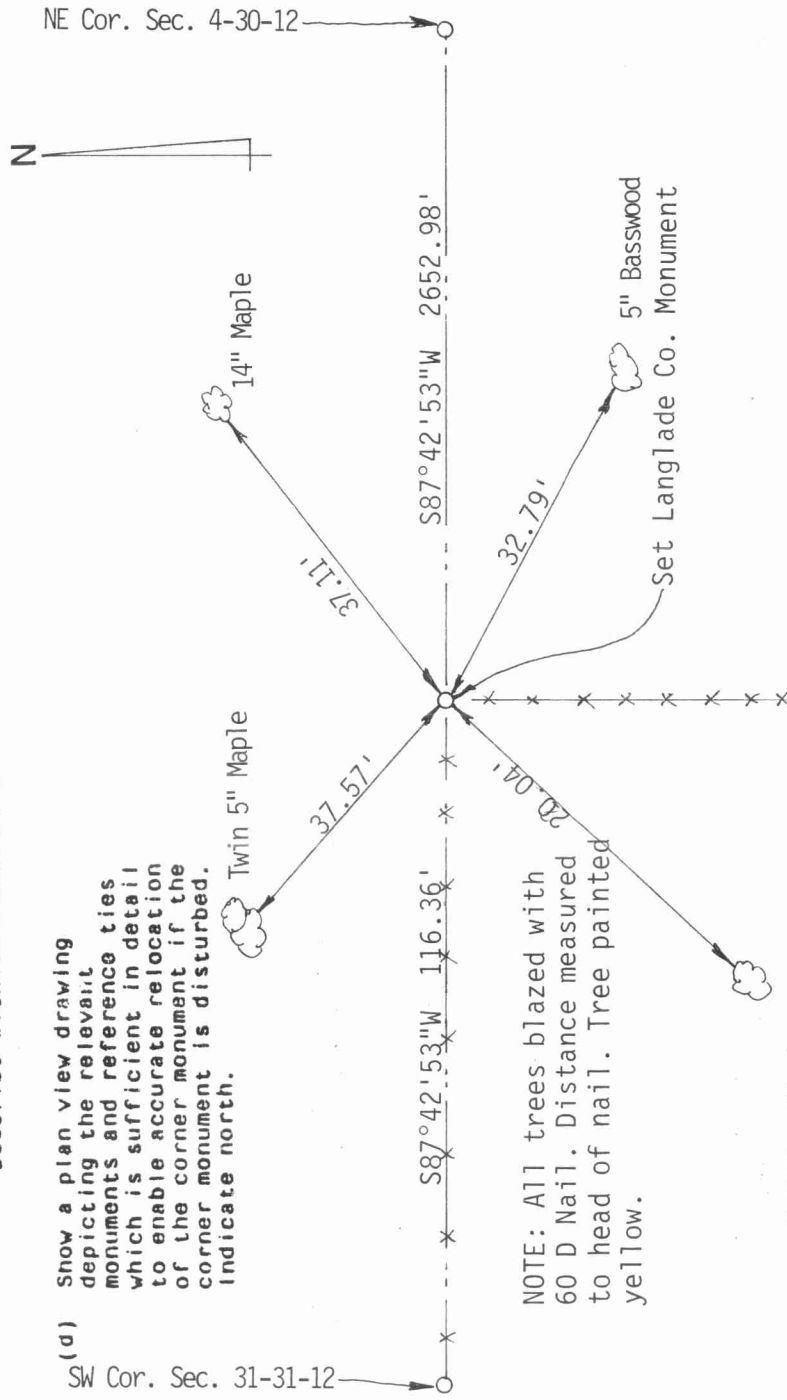 (d) Show a plan view drawing
depicting the relevant
monuments and reference ties
which is sufficient in detail
to enable accurate relocation
of the corner monument if the
corner monument is disturbed.
Indicate north.
N
SW Cor. Sec. 31-31-12
NE Cor. Sec. 4-30-12
Twin 5" Maple
14" Maple
37.57'
37.11'
S87°42'53"W 116.36'
S87°42'53"W 2652.98'
20.04'
32.79'
5" Basswood
Set Langlade Co. Monument
NOTE: All trees blazed with
60 D Nail. Distance measured
to head of nail. Tree painted
yellow.